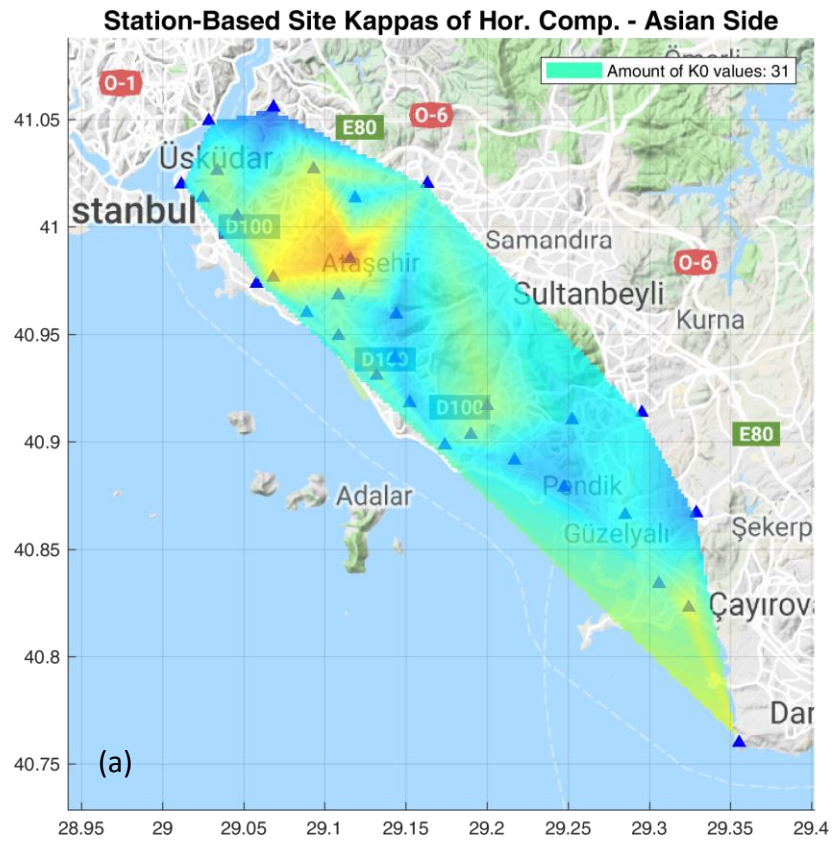 Station-Based Site Kappas of Hor. Comp. - Asian Side
Amount of K0 values: 31
Ömerli
O-1
O-6
E80
Üsküdar
stanbul
D100
Ataşehir
Samandıra
O-6
Sultanbeyli
Kurna
D100
D100
E80
Adalar
Pendik
Güzelyalı
Şekerp
Çayırova
Dar
(a)
41.05
41
40.95
40.9
40.85
40.8
40.75
28.95
29
29.05
29.1
29.15
29.2
29.25
29.3
29.35
29.4